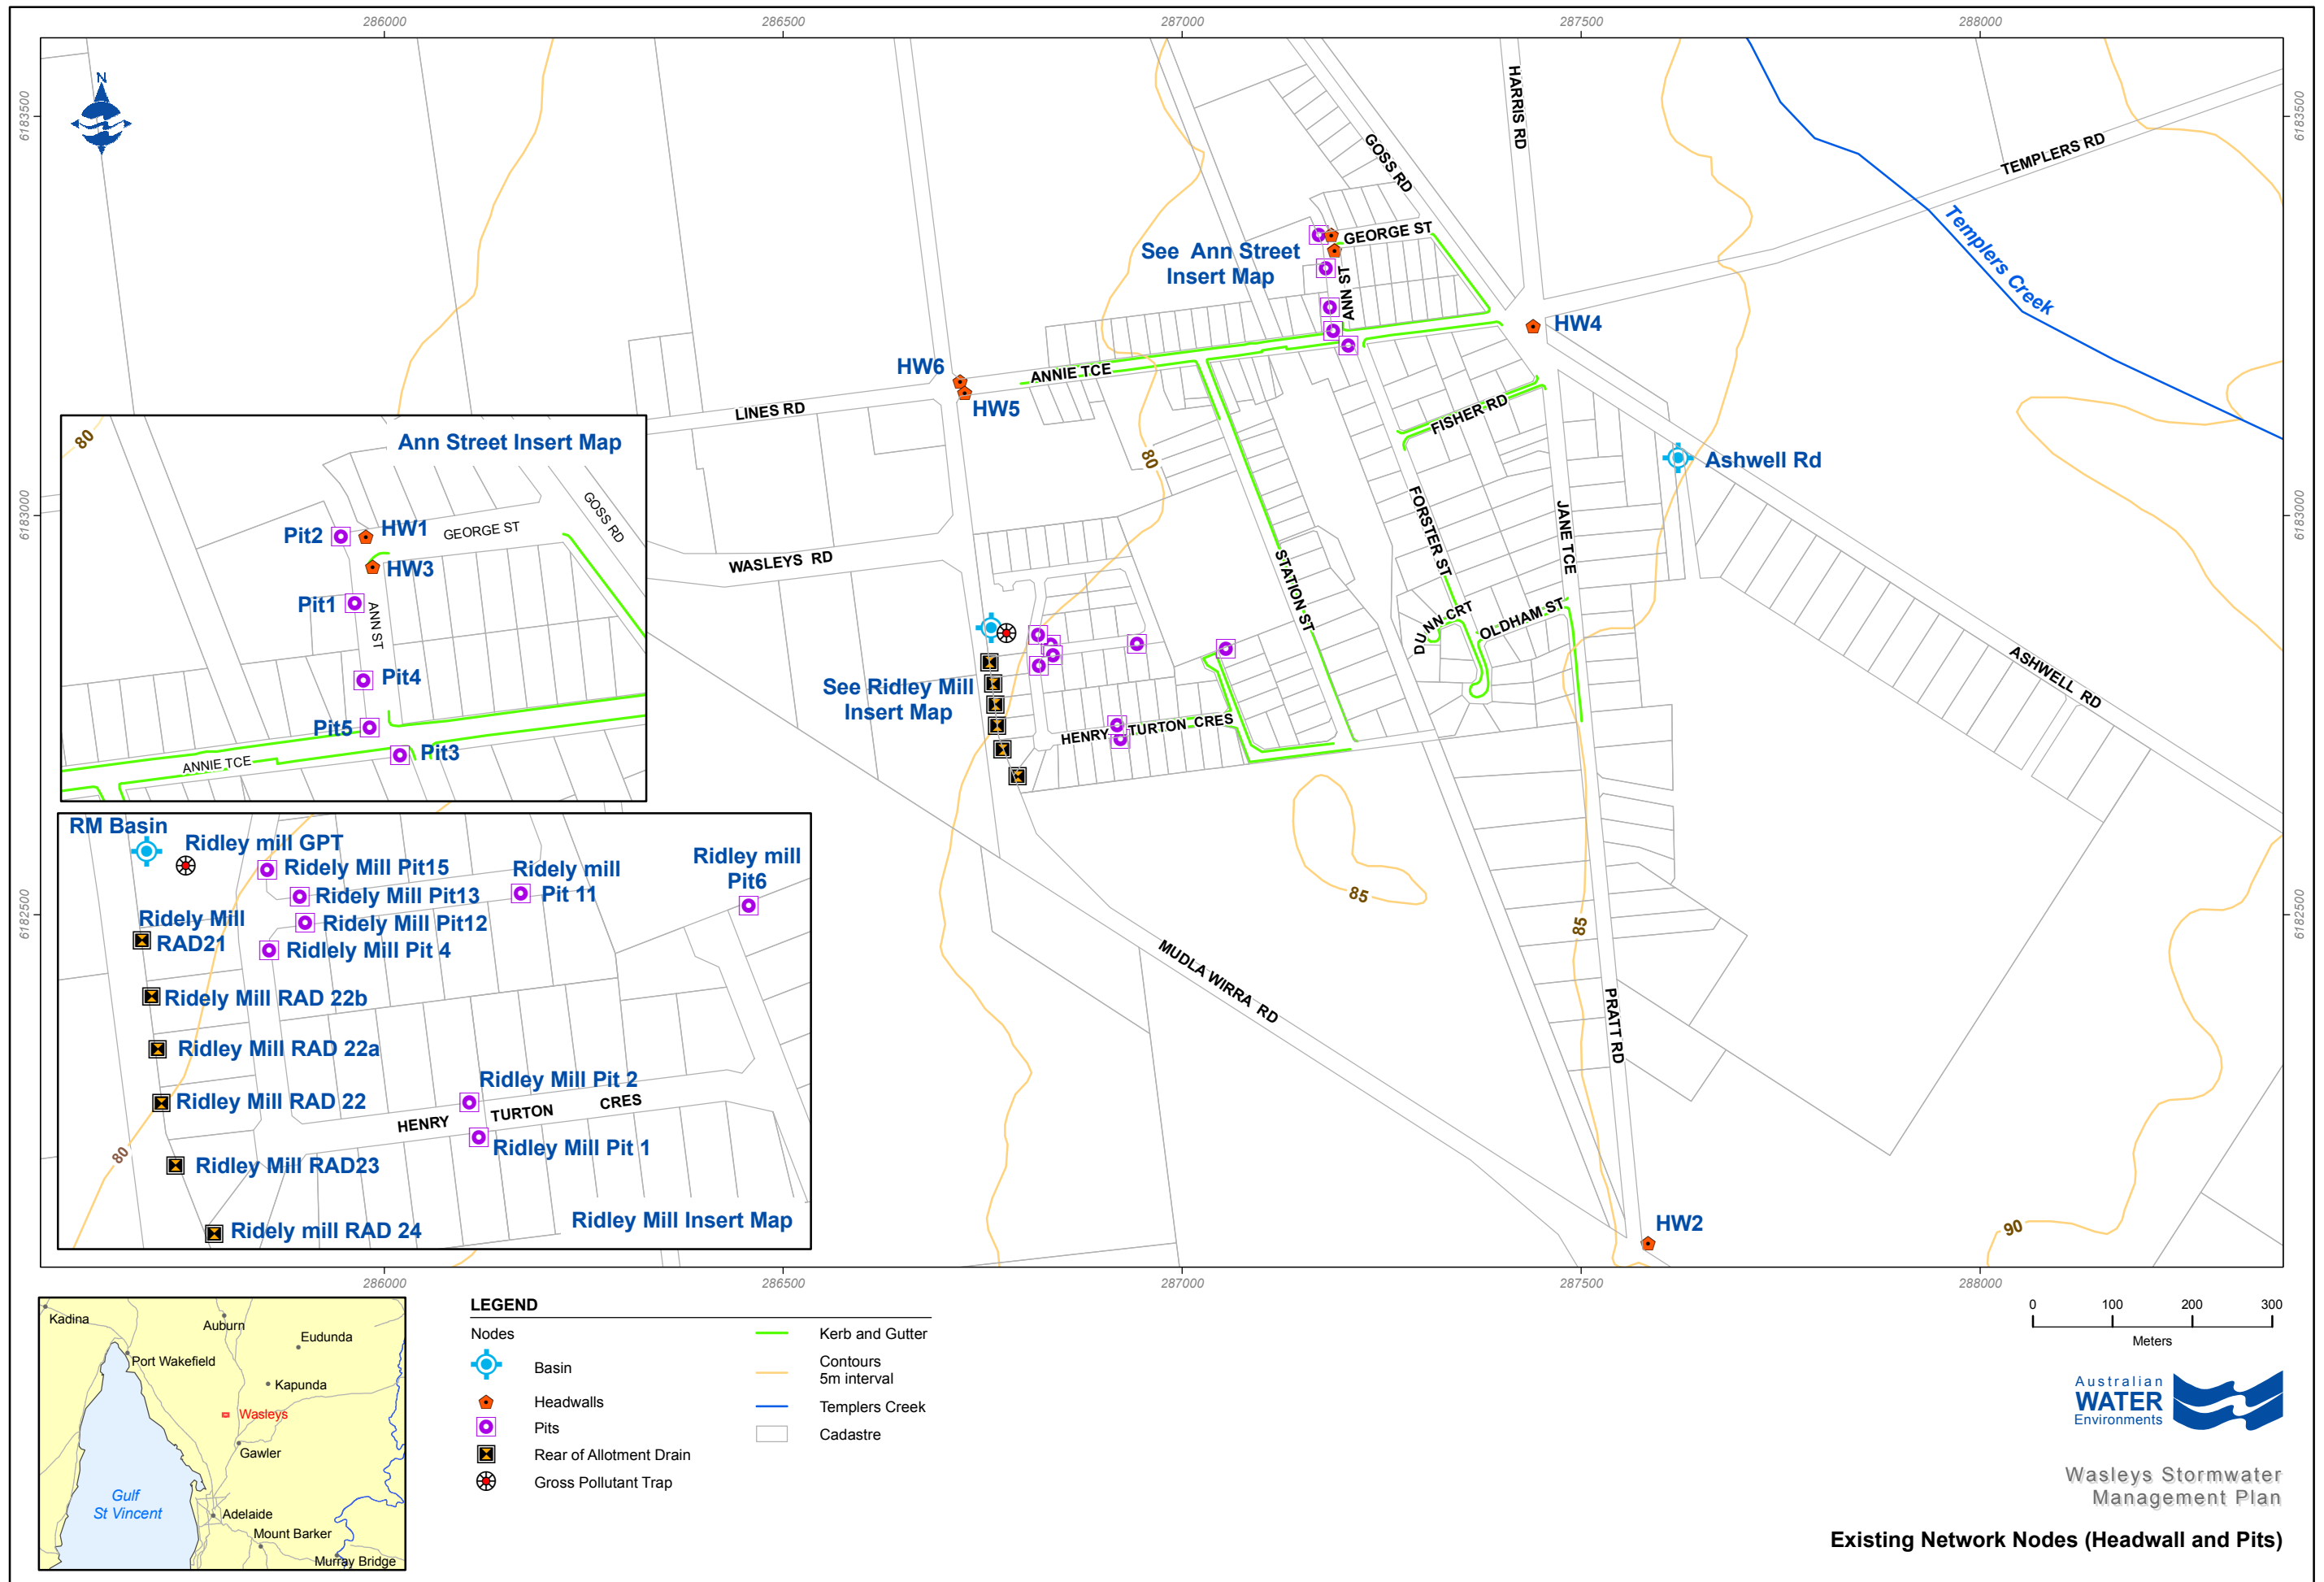 286000
286500
287000
287500
288000
6183500
6183500
6183000
6183000
6182500
6182500
N
HARRIS RD
GOSS RD
TEMPLERS RD
Templers Creek
GEORGE ST
See Ann Street
Insert Map
ANN ST
HW4
HW6
ANNIE TCE
HW5
LINES RD
FISHER RD
80
Ashwell Rd
FORSTER ST
JANE TCE
WASLEYS RD
STATION ST
DUNN CRT
OLDHAM ST
ASHWELL RD
See Ridley Mill
Insert Map
HENRY TURTON CRES
85
85
MUDLA WIRRA RD
PRATT RD
HW2
90
80
Ann Street Insert Map
GOSS RD
Pit2
HW1
GEORGE ST
HW3
Pit1
ANN ST
Pit4
Pit5
Pit3
ANNIE TCE
RM Basin
Ridley mill GPT
Ridely Mill Pit15
Ridely mill
Pit 11
Ridley mill
Pit6
Ridely Mill Pit13
Ridely Mill
RAD21
Ridely Mill Pit12
Ridlely Mill Pit 4
Ridely Mill RAD 22b
Ridley Mill RAD 22a
Ridley Mill Pit 2
Ridley Mill RAD 22
HENRY TURTON CRES
Ridley Mill Pit 1
80
Ridley Mill RAD23
Ridely mill RAD 24
Ridley Mill Insert Map
286000
286500
287000
287500
288000
Kadina
Auburn
Eudunda
Port Wakefield
Kapunda
Wasleys
Gawler
Gulf
St Vincent
Adelaide
Mount Barker
Murray Bridge
LEGEND
Nodes
Basin
Headwalls
Pits
Rear of Allotment Drain
Gross Pollutant Trap
Kerb and Gutter
Contours
5m interval
Templers Creek
Cadastre
0 100 200 300
Meters
Australian
WATER
Environments
Wasleys Stormwater
Management Plan
Existing Network Nodes (Headwall and Pits)